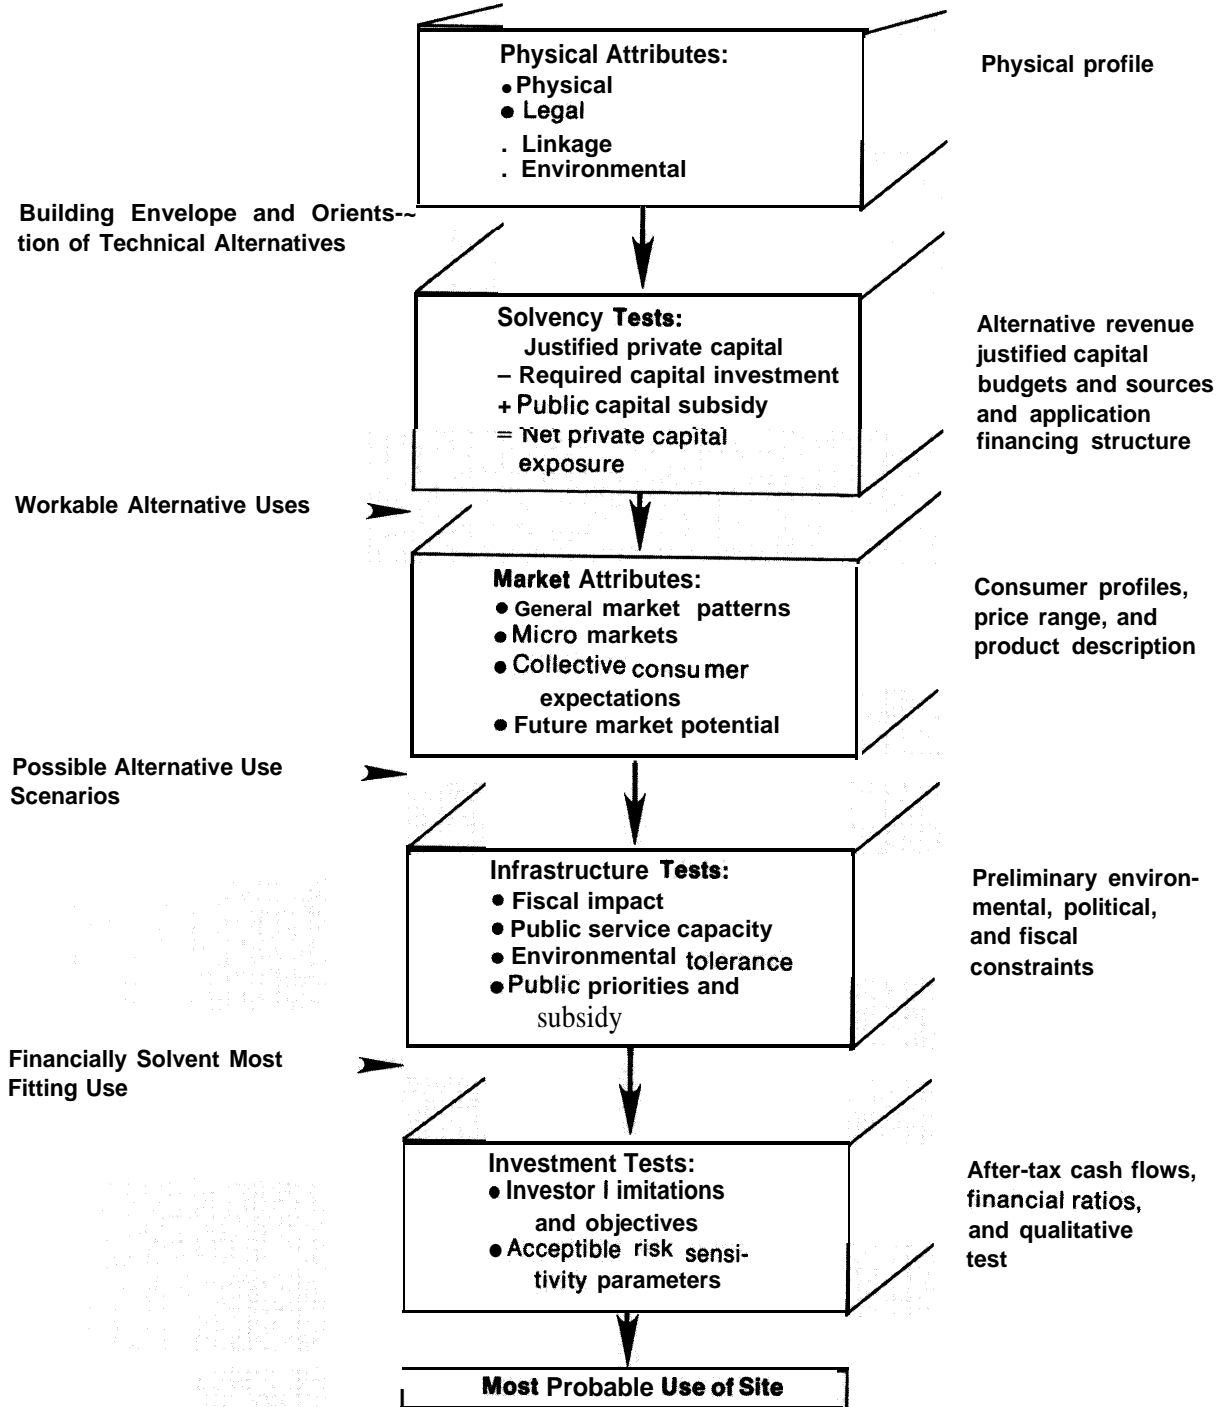 Physical Attributes:
• Physical
• Legal
. Linkage
. Environmental
Physical profile
Building Envelope and Orients-~
tion of Technical Alternatives
Solvency Tests:
Justified private capital
– Required capital investment
+ Public capital subsidy
= Net private capital
exposure
Alternative revenue
justified capital
budgets and sources
and application
financing structure
Workable Alternative Uses
Market Attributes:
• General market patterns
• Micro markets
• Collective consumer
expectations
• Future market potential
Consumer profiles,
price range, and
product description
Possible Alternative Use
Scenarios
Infrastructure Tests:
• Fiscal impact
• Public service capacity
• Environmental tolerance
• Public priorities and
subsidy
Preliminary environ-
mental, political,
and fiscal
constraints
Financially Solvent Most
Fitting Use
Investment Tests:
• Investor l imitations
and objectives
• Acceptible risk sensi-
tivity parameters
After-tax cash flows,
financial ratios,
and qualitative
test
Most Probable Use of Site